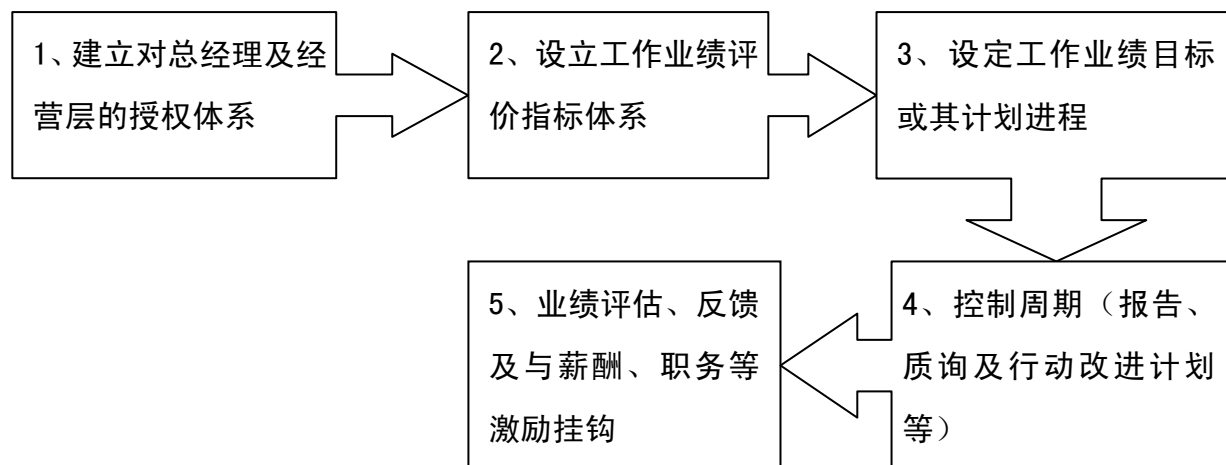 1、建立对总经理及经
营层的授权体系
2、设立工作业绩评
价指标体系
3、设定工作业绩目标
或其计划进程
4、控制周期（报告、
质询及行动改进计划
等）
5、业绩评估、反馈
及与薪酬、职务等
激励挂钩